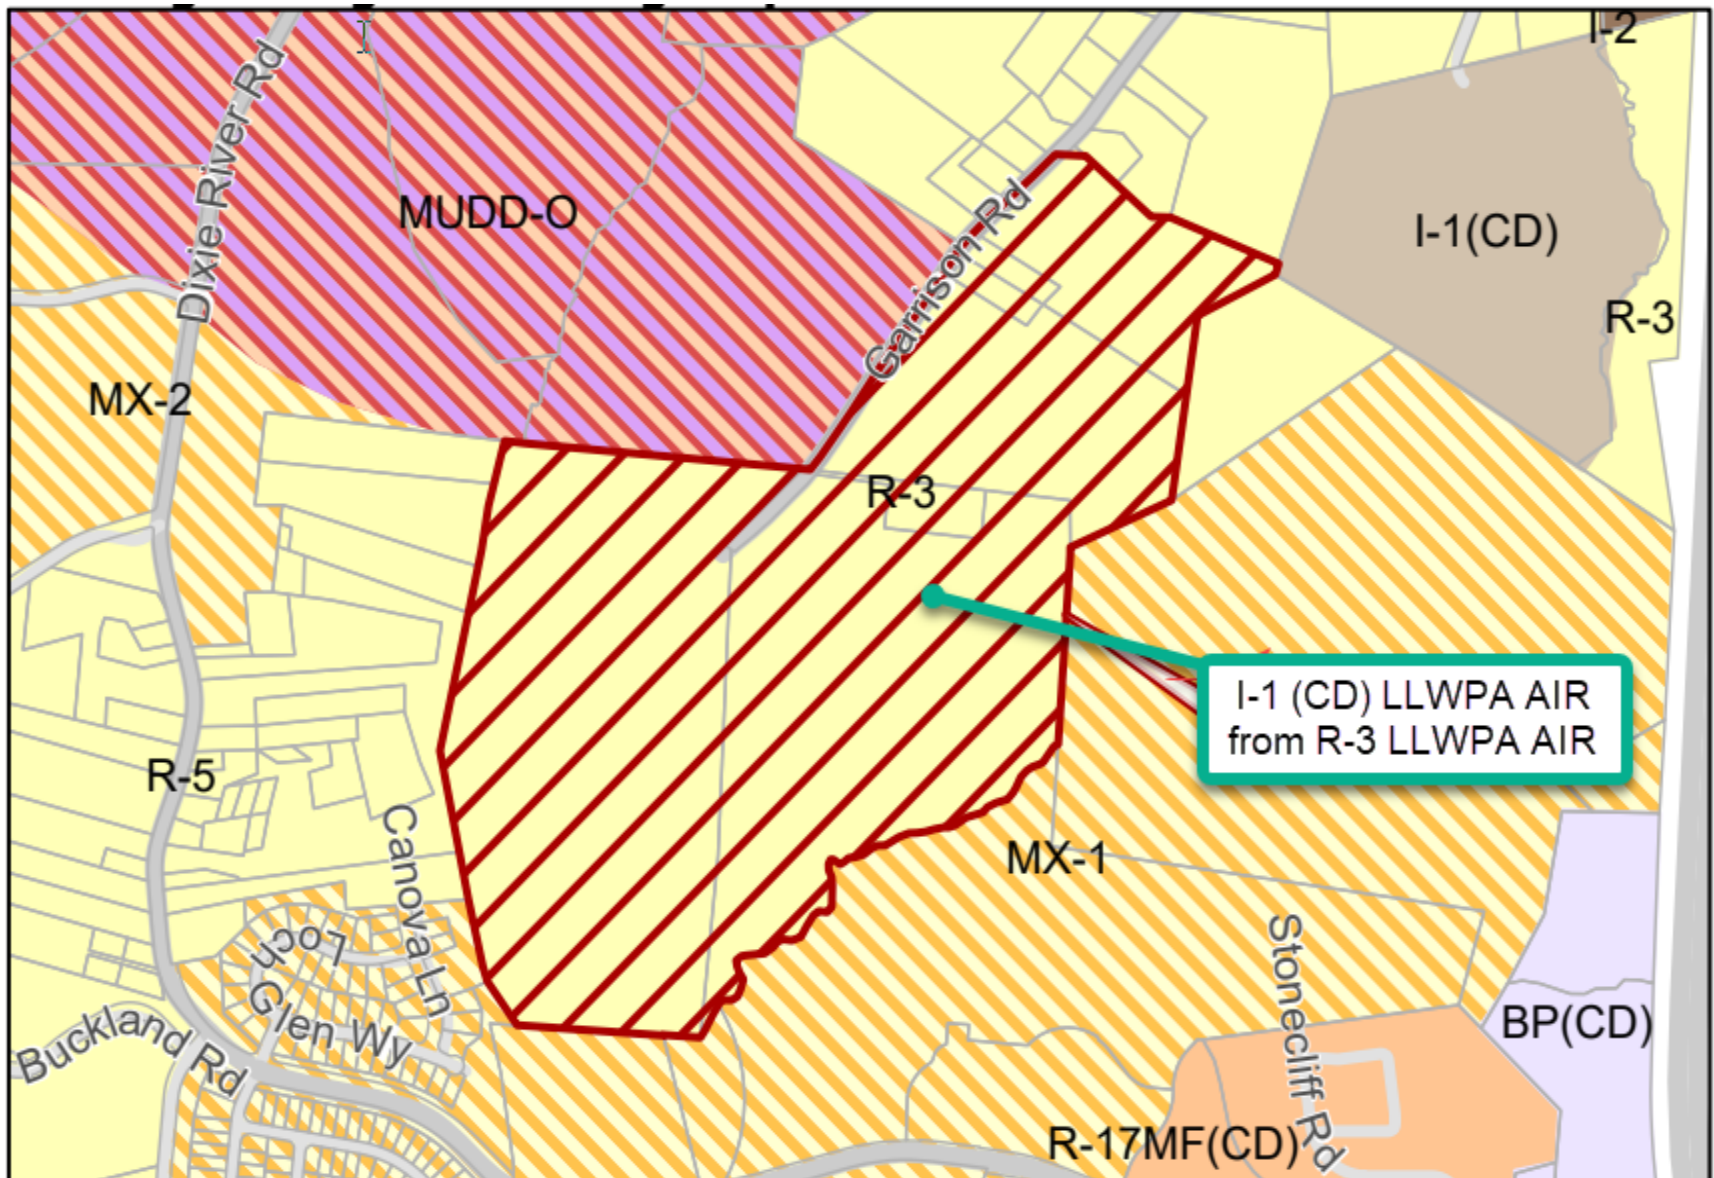 I-2
Dixie River Rd
MUDD-O
Garrison Rd
I-1(CD)
R-3
MX-2
R-3
I-1 (CD) LLWPA AIR
from R-3 LLWPA AIR
R-5
Canova Ln
MX-1
Loch
Glen Wy
Stonecliff Rd
Buckland Rd
BP(CD)
R-17MF(CD)